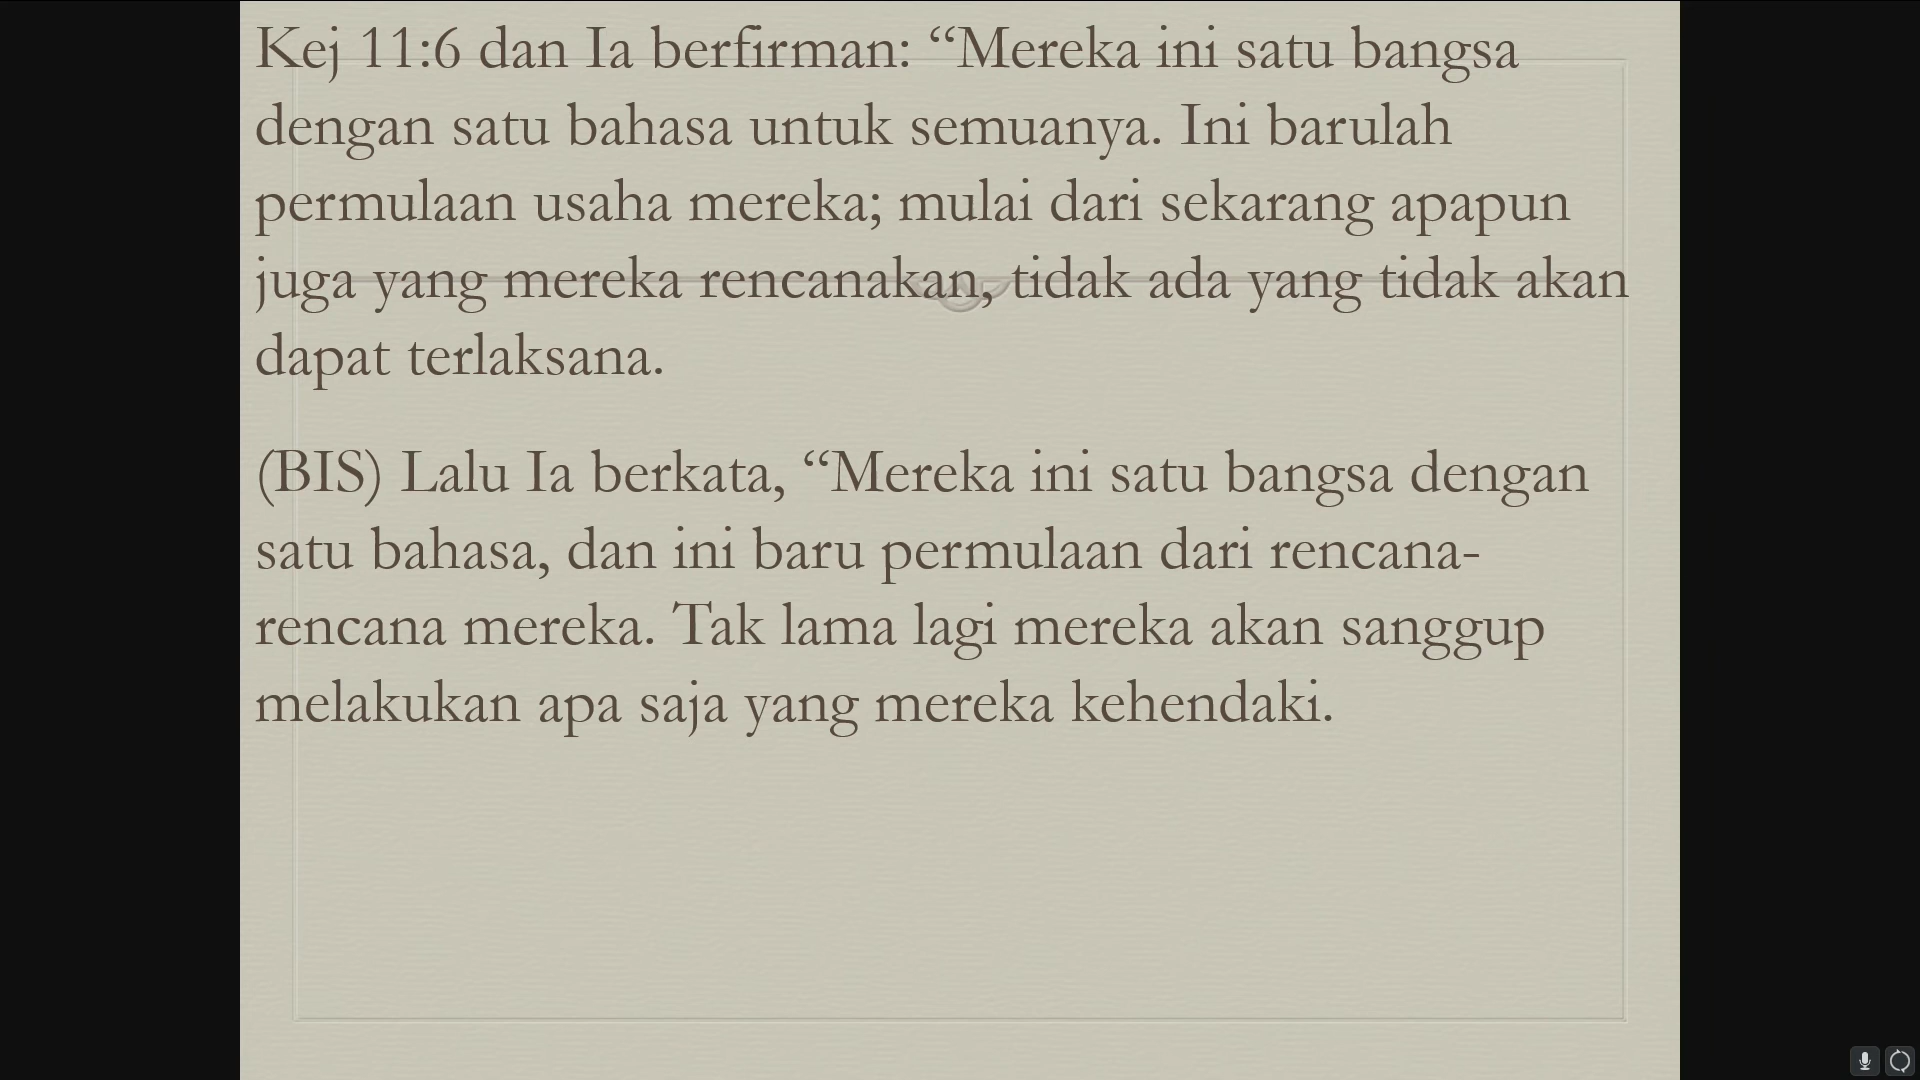 Kej 11:6 dan Ia berfirman: “Mereka ini satu bangsa
dengan satu bahasa untuk semuanya. Ini barulah
permulaan usaha mereka; mulai dari sekarang apapun
juga yang mereka rencanakan, tidak ada yang tidak akan
dapat terlaksana.
(BIS) Lalu Ia berkata, “Mereka ini satu bangsa dengan
satu bahasa, dan ini baru permulaan dari rencana-
rencana mereka. Tak lama lagi mereka akan sanggup
melakukan apa saja yang mereka kehendaki.